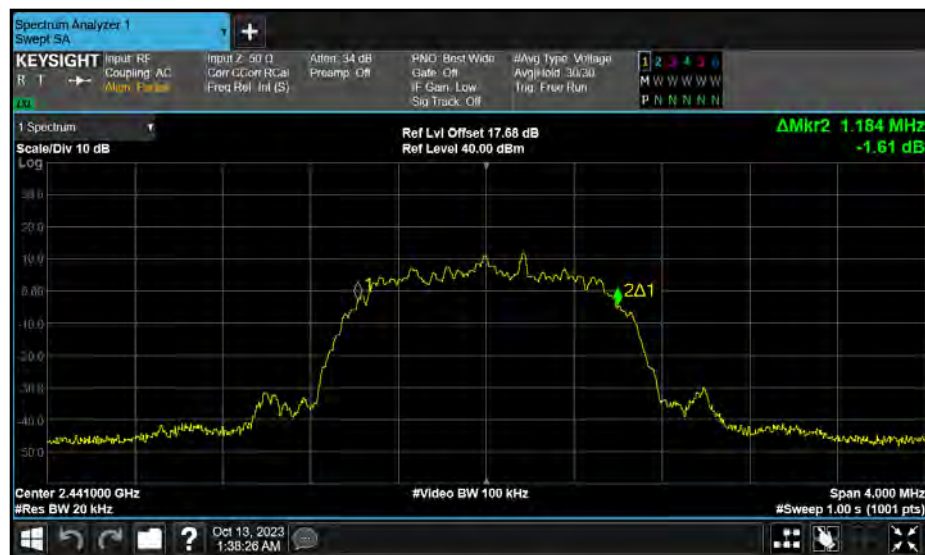 Spectrum Analyzer 1
Swept SA
+
KEYSIGHT
R T
LXI
Input: RF
Coupling: AC
Align: Partial
Input Z: 50 Ω
Corr CCorr RCal
Freq Ref: Int (S)
Atten: 34 dB
Preamp: Off
PNO: Best Wide
Gate: Off
IF Gain: Low
Sig Track: Off
#Avg Type: Voltage
Avg|Hold: 30/30
Trig: Free Run
1 2 3 4 5 6
M W W W W W
P N N N N N
1 Spectrum
Scale/Div 10 dB
Log
Ref Lvl Offset 17.68 dB
Ref Level 40.00 dBm
ΔMkr2 1.184 MHz
-1.61 dB
30.0
20.0
10.0
0.00
-10.0
-20.0
-30.0
-40.0
-50.0
1
2Δ1
Center 2.441000 GHz
#Res BW 20 kHz
#Video BW 100 kHz
Span 4.000 MHz
#Sweep 1.00 s (1001 pts)
?
Oct 13, 2023
1:38:26 AM